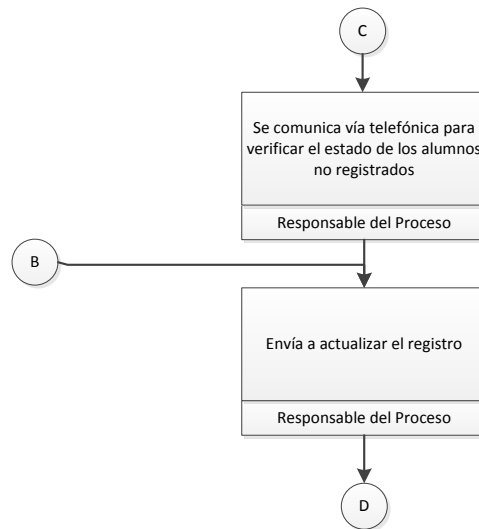 C
Se comunica vía telefónica para
verificar el estado de los alumnos
no registrados
Responsable del Proceso
B
Envía a actualizar el registro
Responsable del Proceso
D